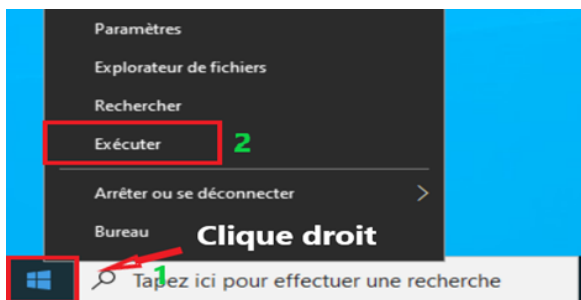 Paramètres
Explorateur de fichiers
Rechercher
Exécuter 2
Arrêter ou se déconnecter
Bureau Clique droit
1 Tapez ici pour effectuer une recherche